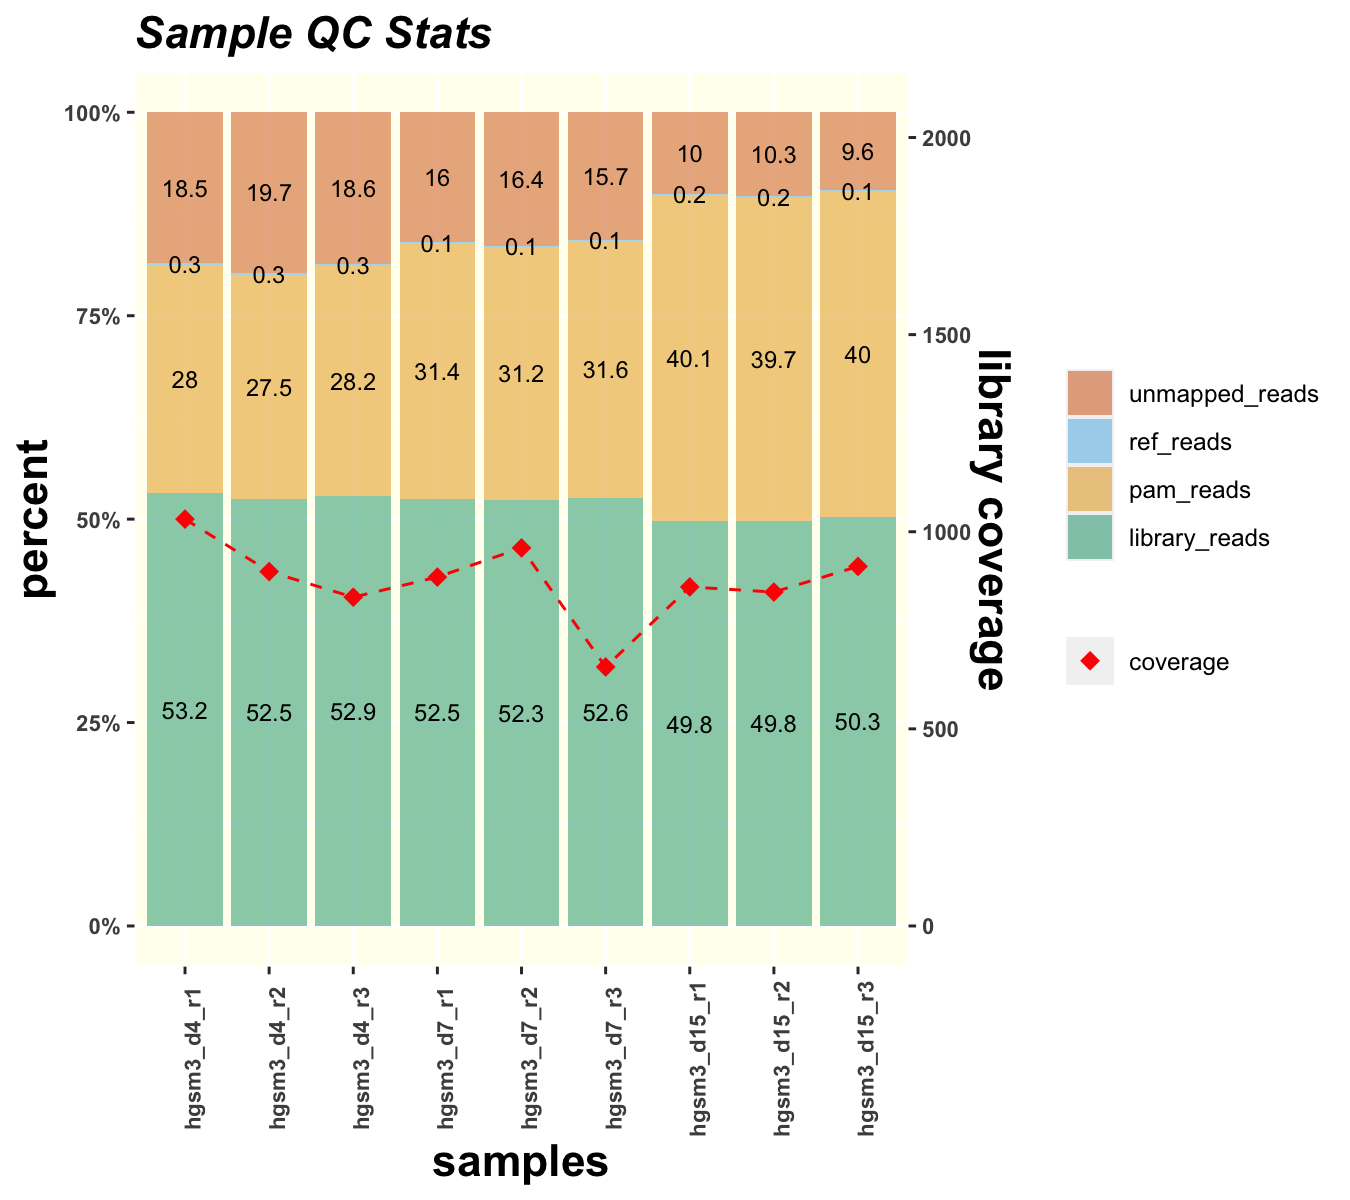 Sample QC Stats
100%
75%
50%
25%
0%
percent
18.5 19.7 18.6 16 16.4 15.7 10 10.3 9.6
0.3 0.3 0.3 0.1 0.1 0.1 0.2 0.2 0.1
28 27.5 28.2 31.4 31.2 31.6 40.1 39.7 40
53.2 52.5 52.9 52.5 52.3 52.6 49.8 49.8 50.3
2000
1500
1000
500
0
library coverage
hgsm3_d4_r1
hgsm3_d4_r2
hgsm3_d4_r3
hgsm3_d7_r1
hgsm3_d7_r2
hgsm3_d7_r3
hgsm3_d15_r1
hgsm3_d15_r2
hgsm3_d15_r3
samples
unmapped_reads
ref_reads
pam_reads
library_reads
coverage